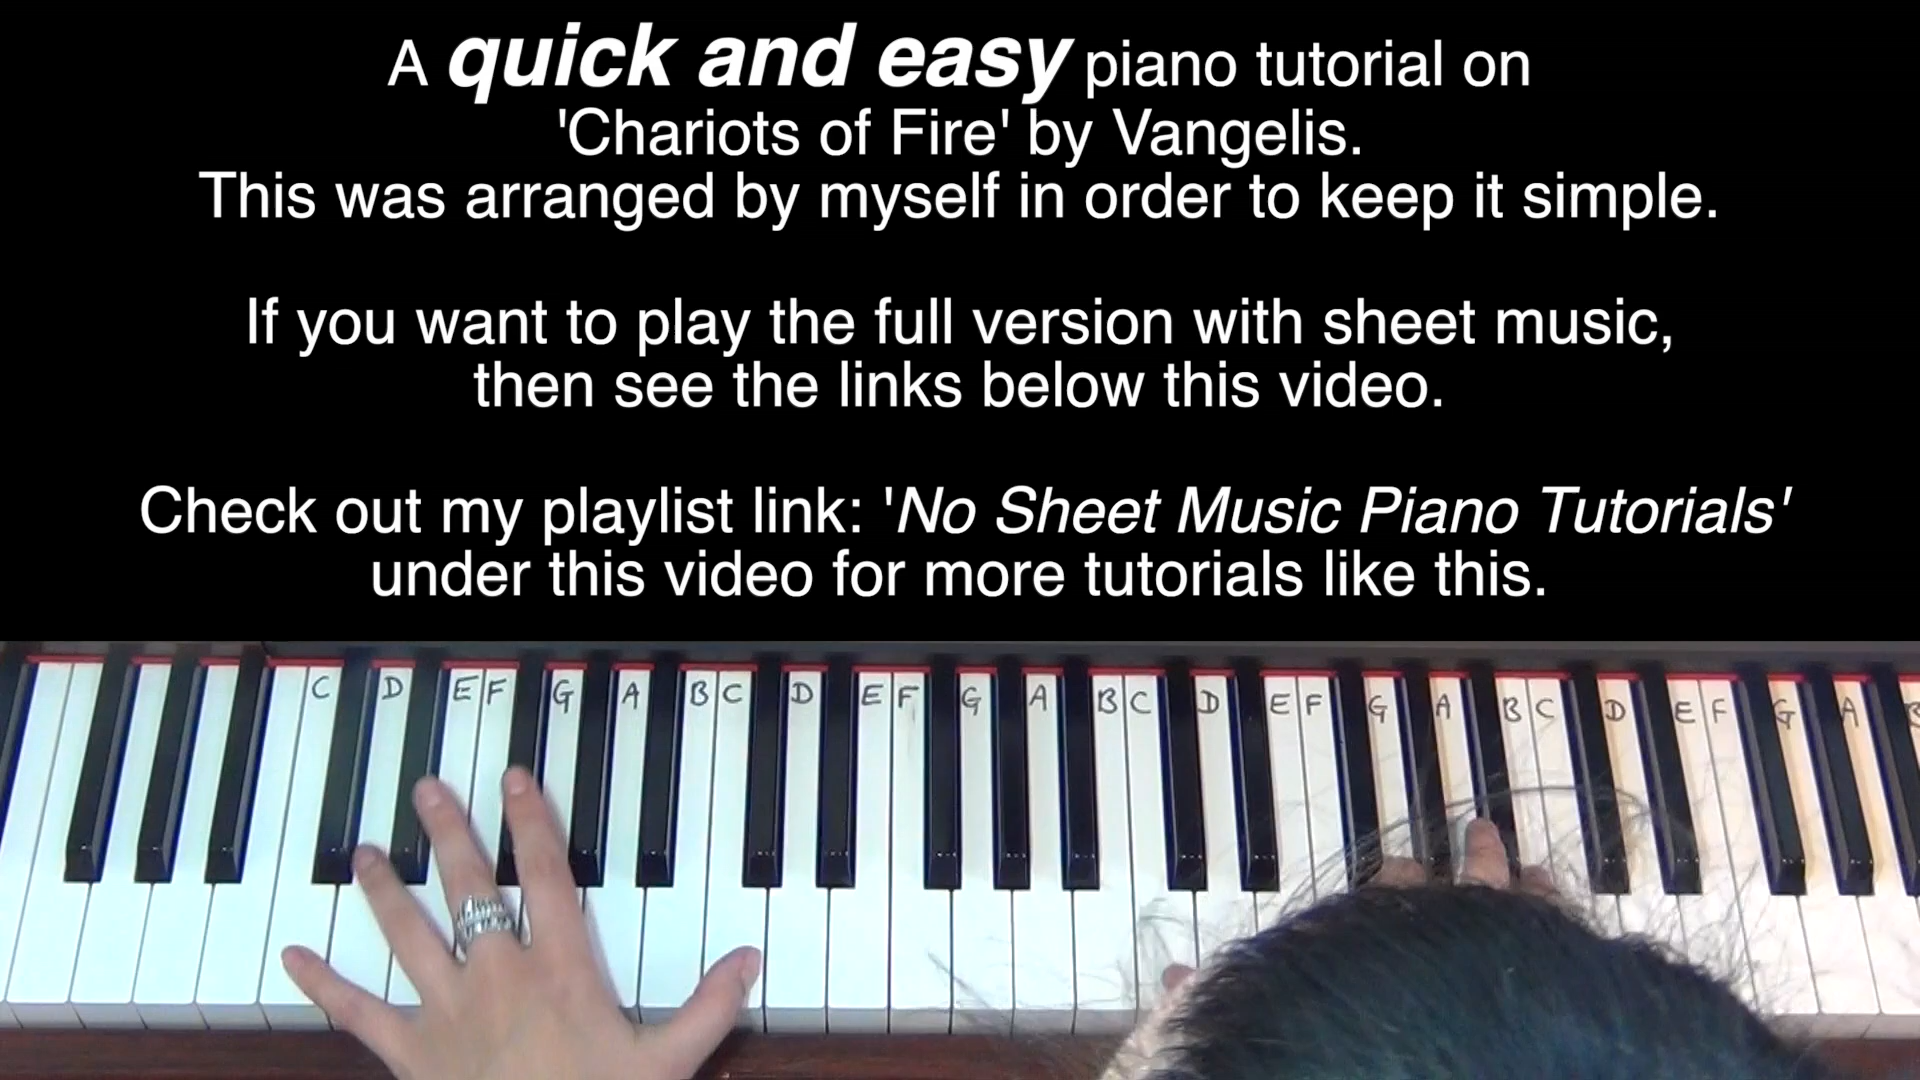 A quick and easy piano tutorial on
'Chariots of Fire' by Vangelis.
This was arranged by myself in order to keep it simple.
If you want to play the full version with sheet music,
then see the links below this video.
Check out my playlist link: 'No Sheet Music Piano Tutorials'
under this video for more tutorials like this.
C D E F G A B C D E F G A B C D E F G A B C D E F G A B